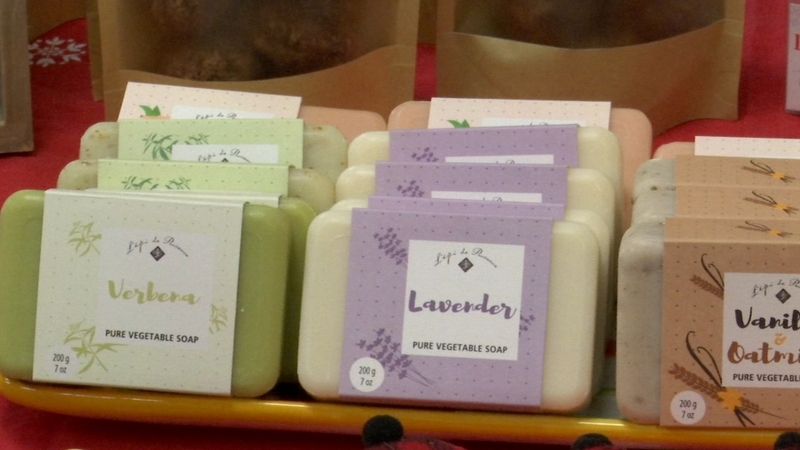 Verbena
PURE VEGETABLE SOAP
200 g
7 oz
Lavender
PURE VEGETABLE SOAP
200 g
7 oz
Vanil
&
Oatmi
PURE VEGETABLE
200 g
7 oz